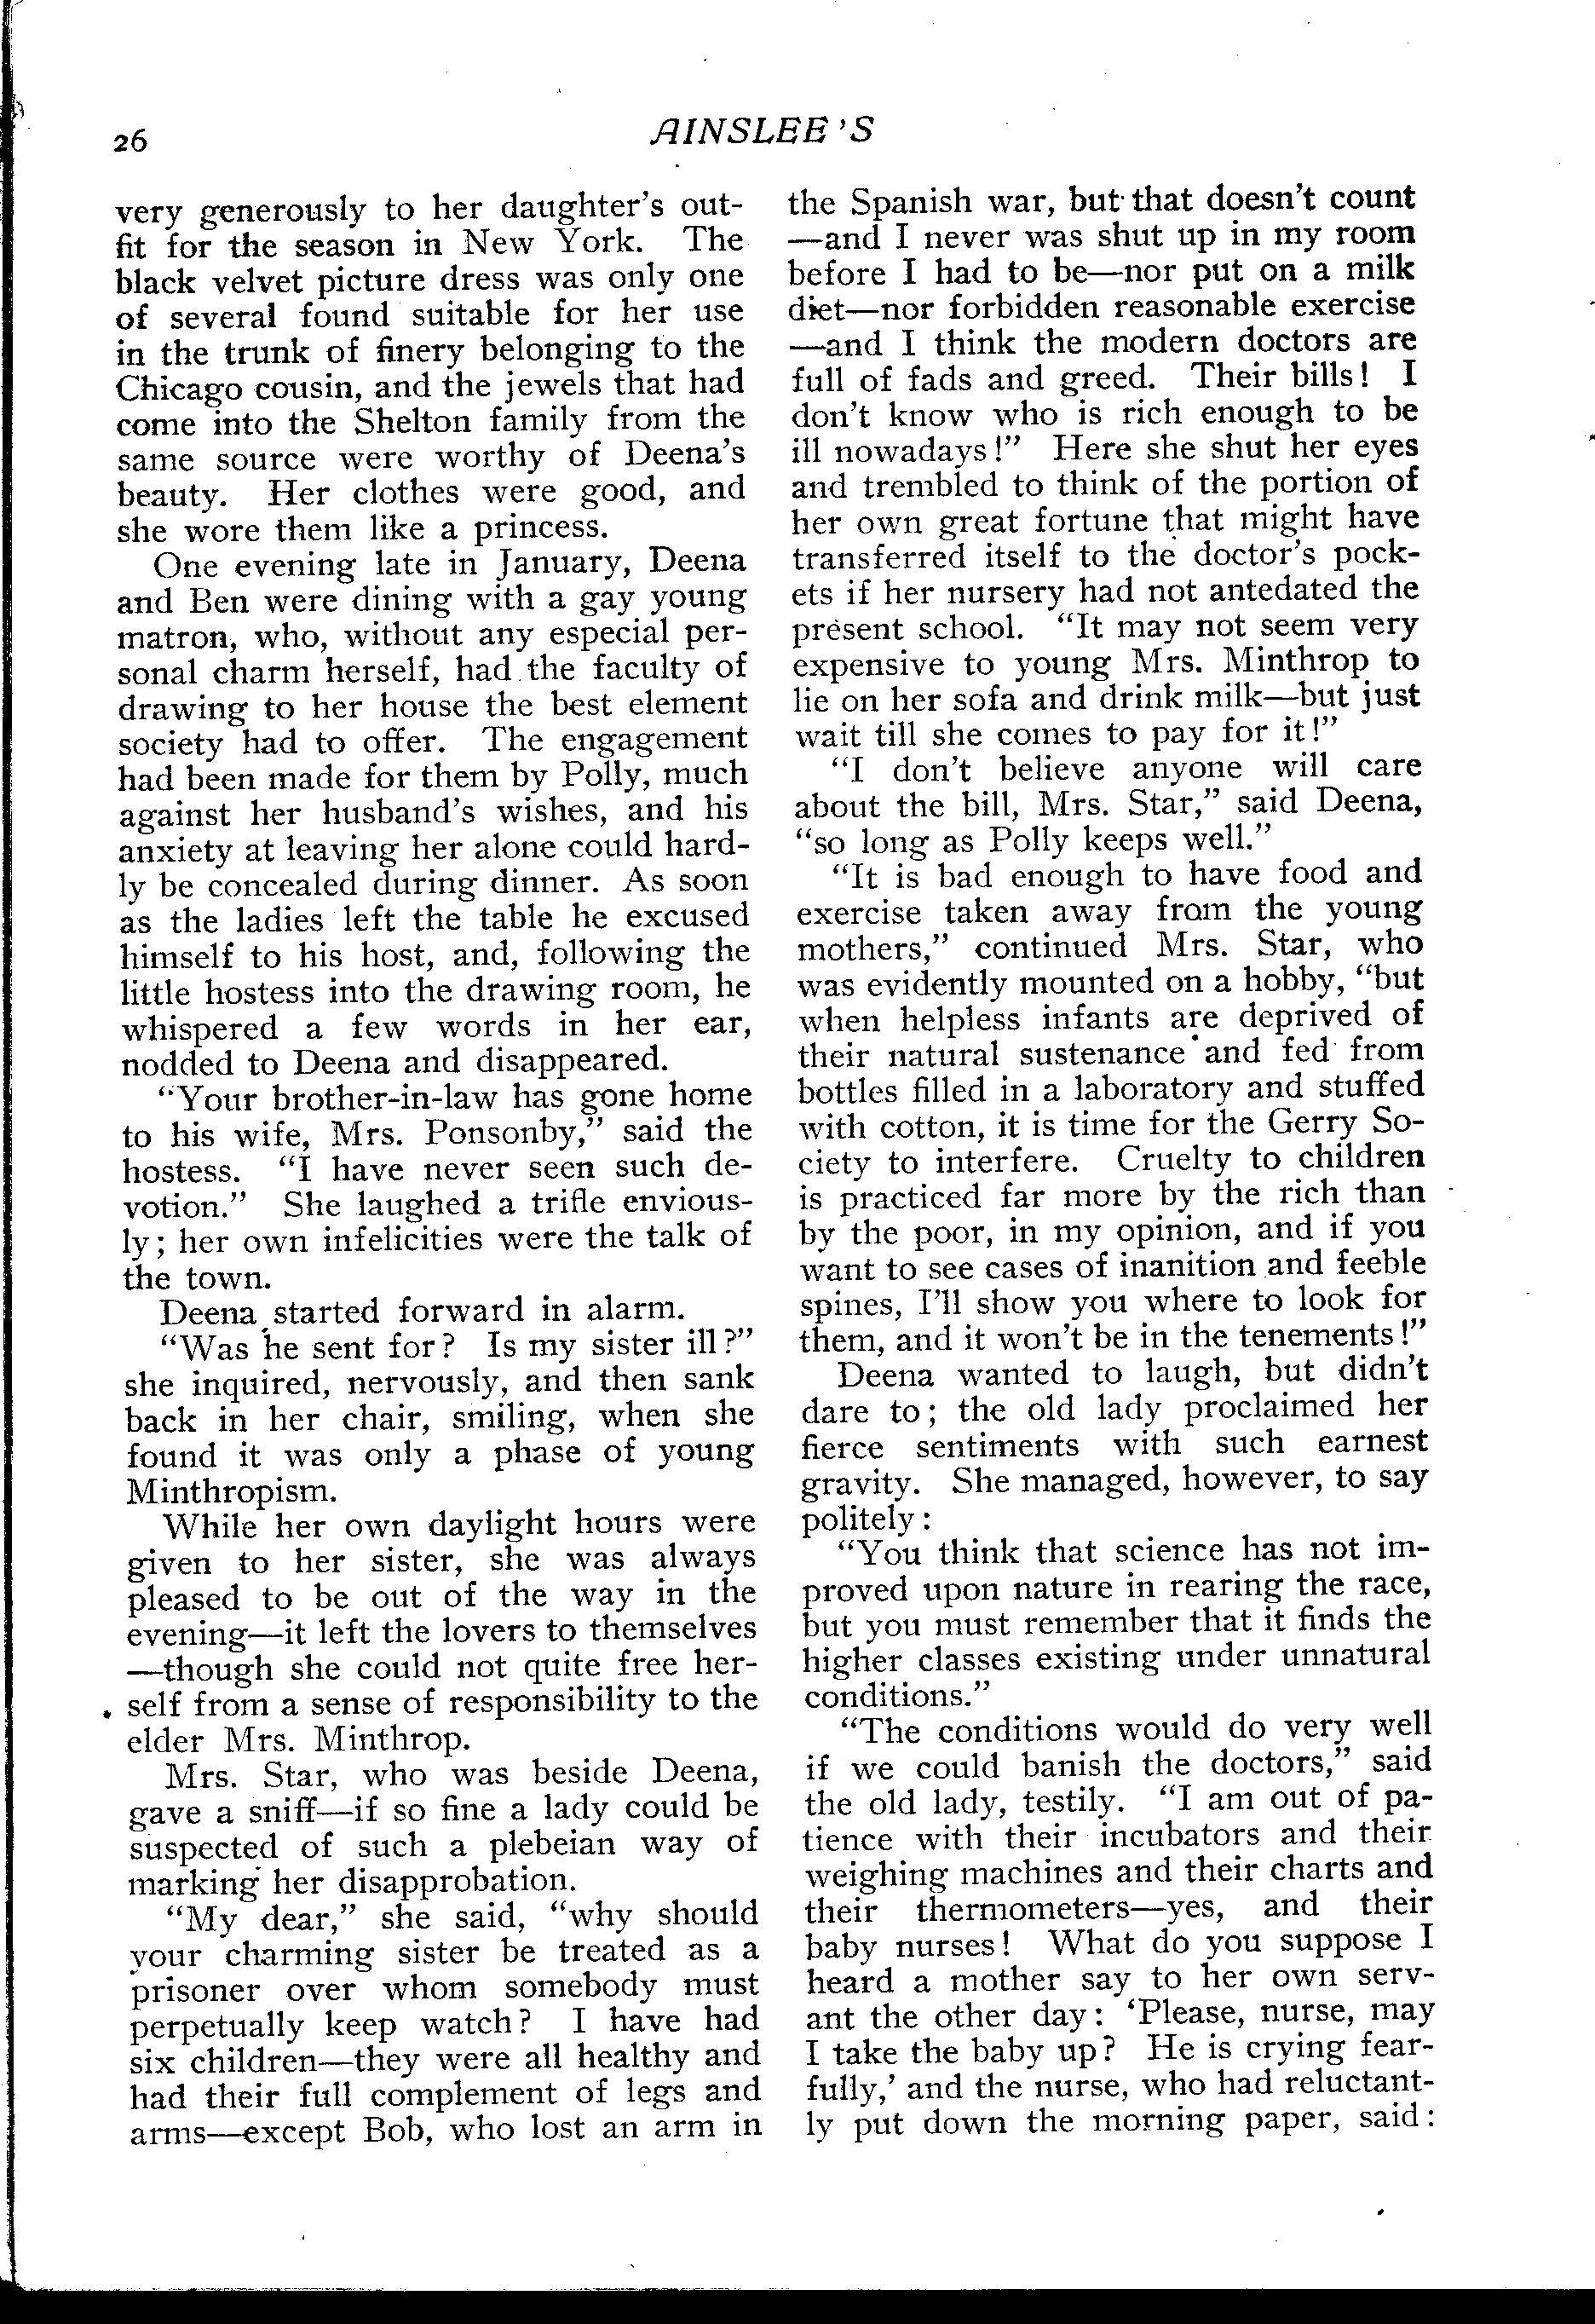 26
AINSLEE'S
very generously to her daughter's out-
fit for the season in New York. The
black velvet picture dress was only one
of several found suitable for her use
in the trunk of finery belonging to the
Chicago cousin, and the jewels that had
come into the Shelton family from the
same source were worthy of Deena's
beauty. Her clothes were good, and
she wore them like a princess.
One evening late in January, Deena
and Ben were dining with a gay young
matron, who, without any especial per-
sonal charm herself, had the faculty of
drawing to her house the best element
society had to offer. The engagement
had been made for them by Polly, much
against her husband's wishes, and his
anxiety at leaving her alone could hard-
ly be concealed during dinner. As soon
as the ladies left the table he excused
himself to his host, and, following the
little hostess into the drawing room, he
whispered a few words in her ear,
nodded to Deena and disappeared.
"Your brother-in-law has gone home
to his wife, Mrs. Ponsonby," said the
hostess. "I have never seen such de-
votion." She laughed a trifle envious-
ly; her own infelicities were the talk of
the town.
Deena started forward in alarm.
"Was he sent for? Is my sister ill?"
she inquired, nervously, and then sank
back in her chair, smiling, when she
found it was only a phase of young
Minthropism.
While her own daylight hours were
given to her sister, she was always
pleased to be out of the way in the
evening—it left the lovers to themselves
—though she could not quite free her-
self from a sense of responsibility to the
elder Mrs. Minthrop.
Mrs. Star, who was beside Deena,
gave a sniff—if so fine a lady could be
suspected of such a plebeian way of
marking her disapprobation.
"My dear," she said, "why should
your charming sister be treated as a
prisoner over whom somebody must
perpetually keep watch? I have had
six children—they were all healthy and
had their full complement of legs and
arms—except Bob, who lost an arm in
the Spanish war, but that doesn't count
—and I never was shut up in my room
before I had to be—nor put on a milk
diet—nor forbidden reasonable exercise
—and I think the modern doctors are
full of fads and greed. Their bills! I
don't know who is rich enough to be
ill nowadays!" Here she shut her eyes
and trembled to think of the portion of
her own great fortune that might have
transferred itself to the doctor's pock-
ets if her nursery had not antedated the
present school. "It may not seem very
expensive to young Mrs. Minthrop to
lie on her sofa and drink milk—but just
wait till she comes to pay for it!"
"I don't believe anyone will care
about the bill, Mrs. Star," said Deena,
"so long as Polly keeps well."
"It is bad enough to have food and
exercise taken away from the young
mothers," continued Mrs. Star, who
was evidently mounted on a hobby, "but
when helpless infants are deprived of
their natural sustenance and fed from
bottles filled in a laboratory and stuffed
with cotton, it is time for the Gerry So-
ciety to interfere. Cruelty to children
is practiced far more by the rich than
by the poor, in my opinion, and if you
want to see cases of inanition and feeble
spines, I'll show you where to look for
them, and it won't be in the tenements!"
Deena wanted to laugh, but didn't
dare to; the old lady proclaimed her
fierce sentiments with such earnest
gravity. She managed, however, to say
politely:
"You think that science has not im-
proved upon nature in rearing the race,
but you must remember that it finds the
higher classes existing under unnatural
conditions."
"The conditions would do very well
if we could banish the doctors," said
the old lady, testily. "I am out of pa-
tience with their incubators and their
weighing machines and their charts and
their thermometers—yes, and their
baby nurses! What do you suppose I
heard a mother say to her own serv-
ant the other day: 'Please, nurse, may
I take the baby up? He is crying fear-
fully,' and the nurse, who had reluctant-
ly put down the morning paper, said: